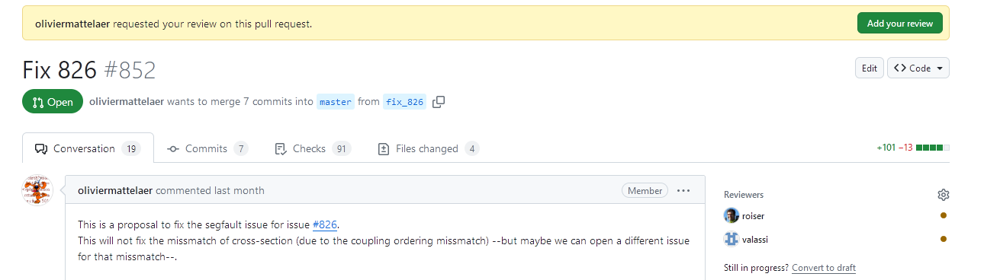 oliviermattelaer requested your review on this pull request.
Add your review
Fix 826 #852
Edit
<> Code
Open
oliviermattelaer wants to merge 7 commits into master from fix_826
Conversation 19
Commits 7
Checks 91
Files changed 4
+101 −13
oliviermattelaer commented last month
Member
...
This is a proposal to fix the segfault issue for issue #826.
This will not fix the missmatch of cross-section (due to the coupling ordering missmatch) --but maybe we can open a different issue
for that mismatch--.
Reviewers
roiser
valassi
Still in progress? Convert to draft